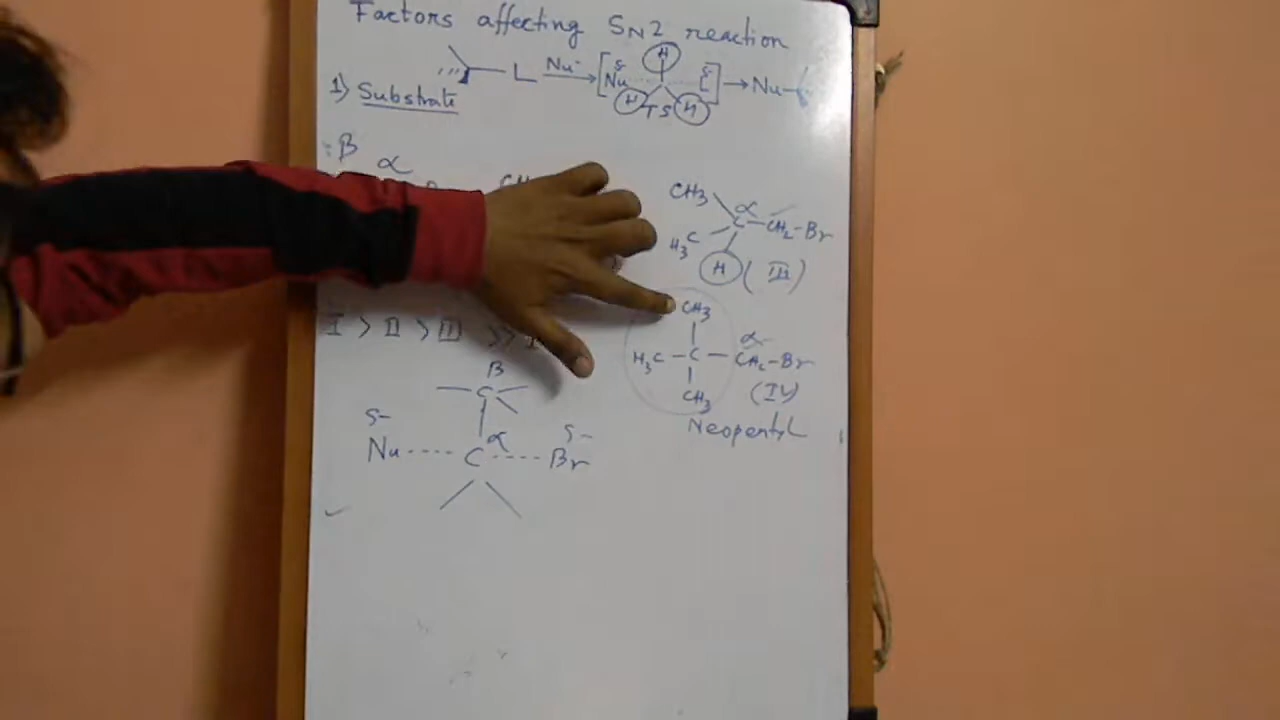 Factors affecting SN2 reaction
L Nu⁻ → [δ⁻ Nu H H H δ⁻ L] → Nu
TS
1) Substrate
β α
CH₃ α
C—CH₂—Br
H₃C
H (III)
CH₃
α
H₃C—C—CH₂—Br
CH₃ (IV)
Neopentyl
I > II > III >>
β
C
δ⁻ α δ⁻
Nu----C----Br